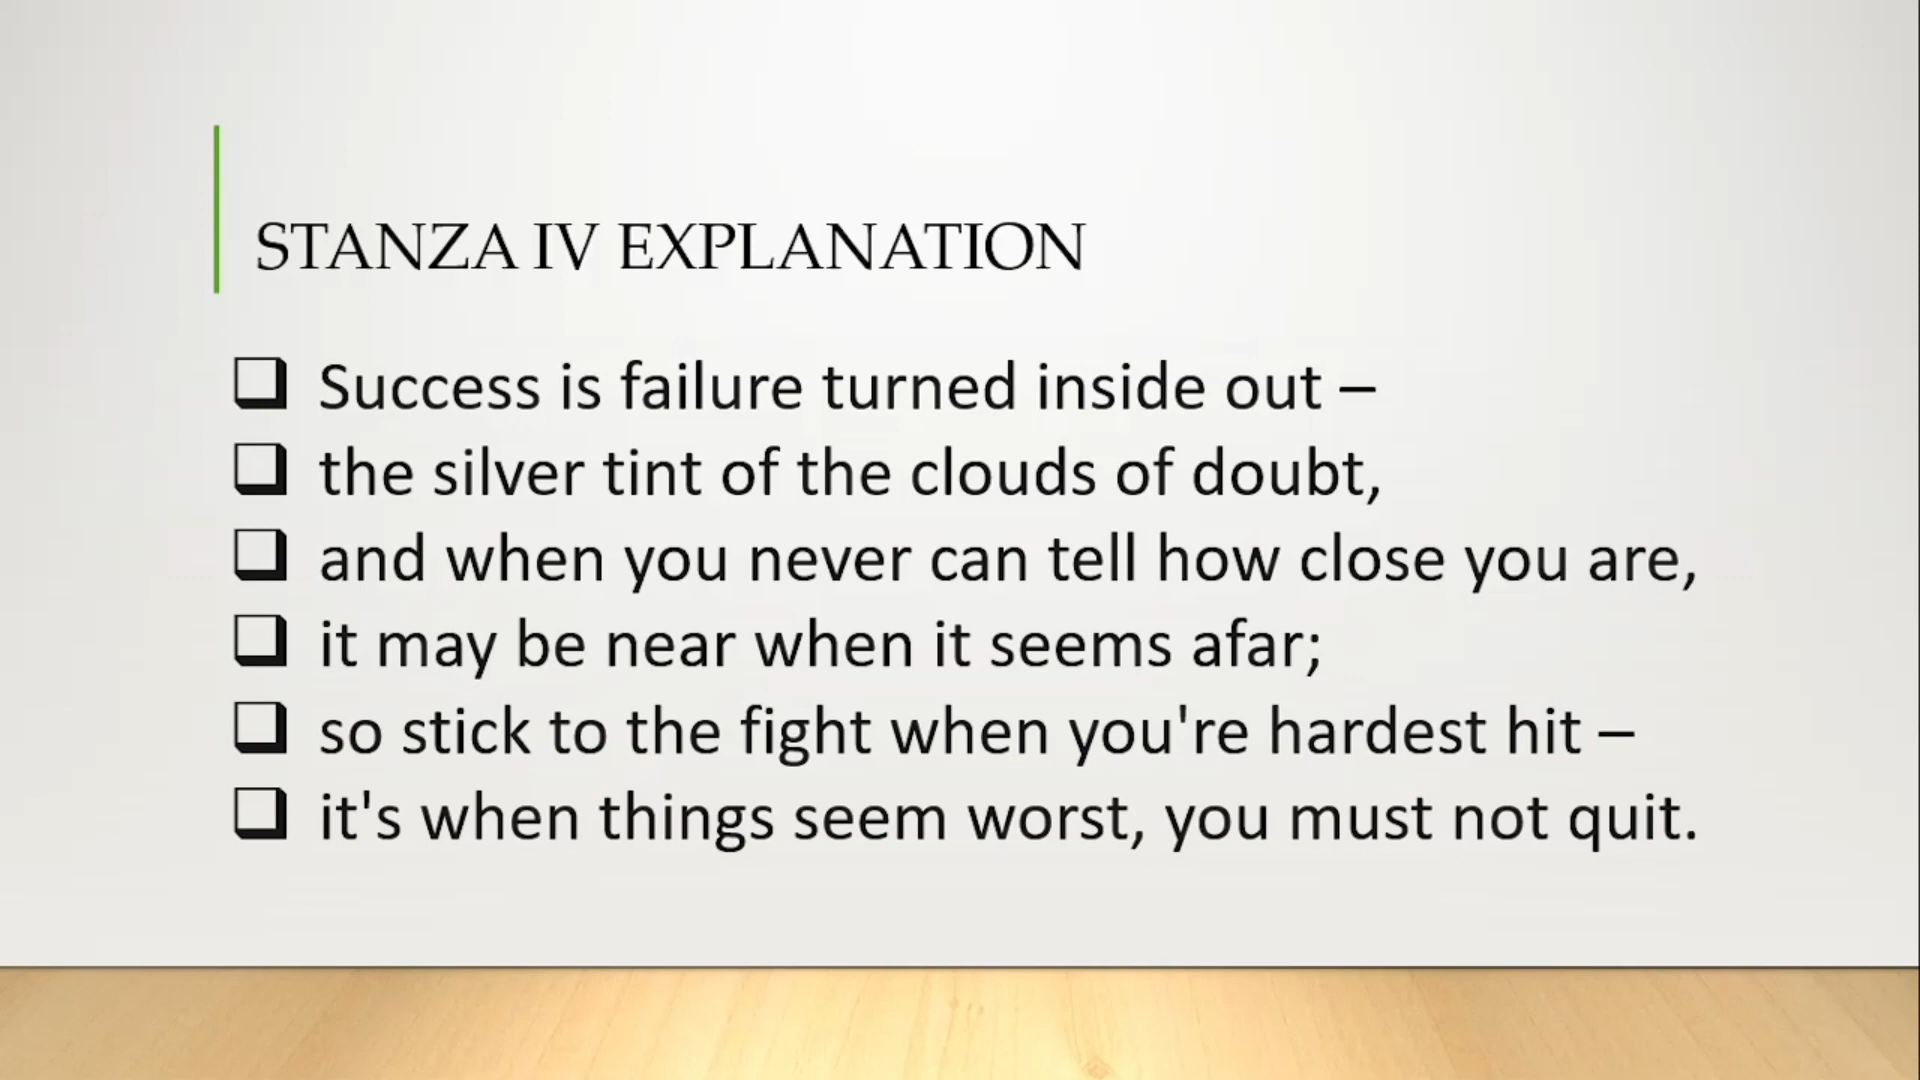 STANZA IV EXPLANATION
Success is failure turned inside out –
the silver tint of the clouds of doubt,
and when you never can tell how close you are,
it may be near when it seems afar;
so stick to the fight when you're hardest hit –
it's when things seem worst, you must not quit.